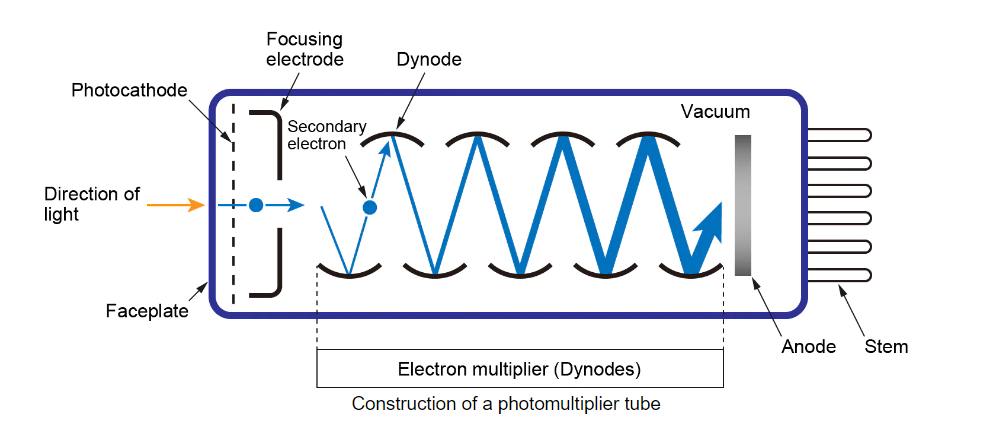 Focusing
electrode
Dynode
Photocathode
Vacuum
Secondary
electron
Direction of
light
Faceplate
Anode
Stem
Electron multiplier (Dynodes)
Construction of a photomultiplier tube